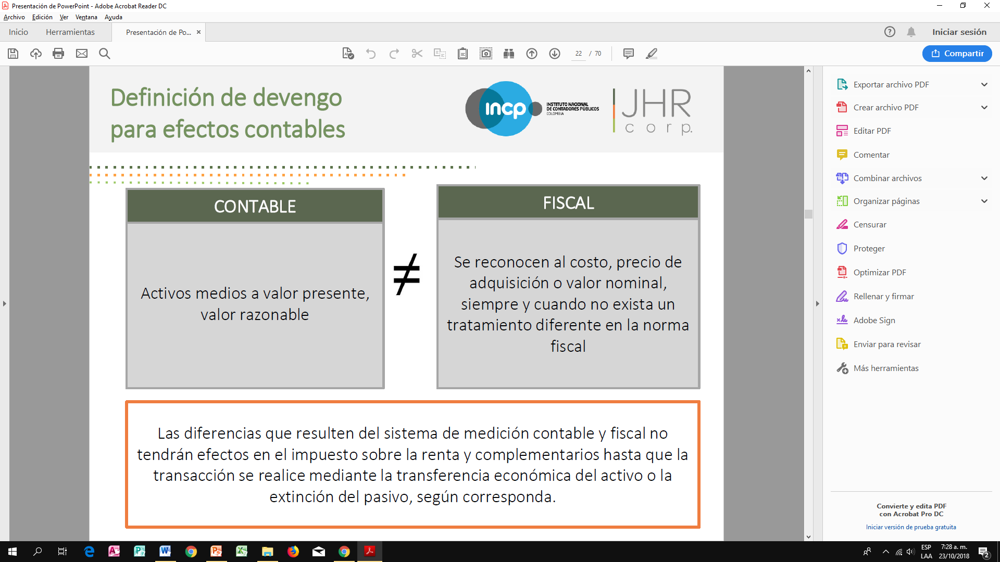 Presentación de PowerPoint - Adobe Acrobat Reader DC
Archivo Edición Ver Ventana Ayuda
Inicio Herramientas Presentación de Po... × Iniciar sesión
22 / 70 Compartir
Definición de devengo
para efectos contables
incp
INSTITUTO NACIONAL
DE CONTADORES PÚBLICOS
COLOMBIA
JHR
corp.
CONTABLE
Activos medios a valor presente,
valor razonable
≠
FISCAL
Se reconocen al costo, precio de
adquisición o valor nominal,
siempre y cuando no exista un
tratamiento diferente en la norma
fiscal
Las diferencias que resulten del sistema de medición contable y fiscal no
tendrán efectos en el impuesto sobre la renta y complementarios hasta que la
transacción se realice mediante la transferencia económica del activo o la
extinción del pasivo, según corresponda.
Exportar archivo PDF
Crear archivo PDF
Editar PDF
Comentar
Combinar archivos
Organizar páginas
Censurar
Proteger
Optimizar PDF
Rellenar y firmar
Adobe Sign
Enviar para revisar
Más herramientas
Convierte y edita PDF
con Acrobat Pro DC
Iniciar versión de prueba gratuita
ESP
LAA
7:28 a. m.
23/10/2018
2